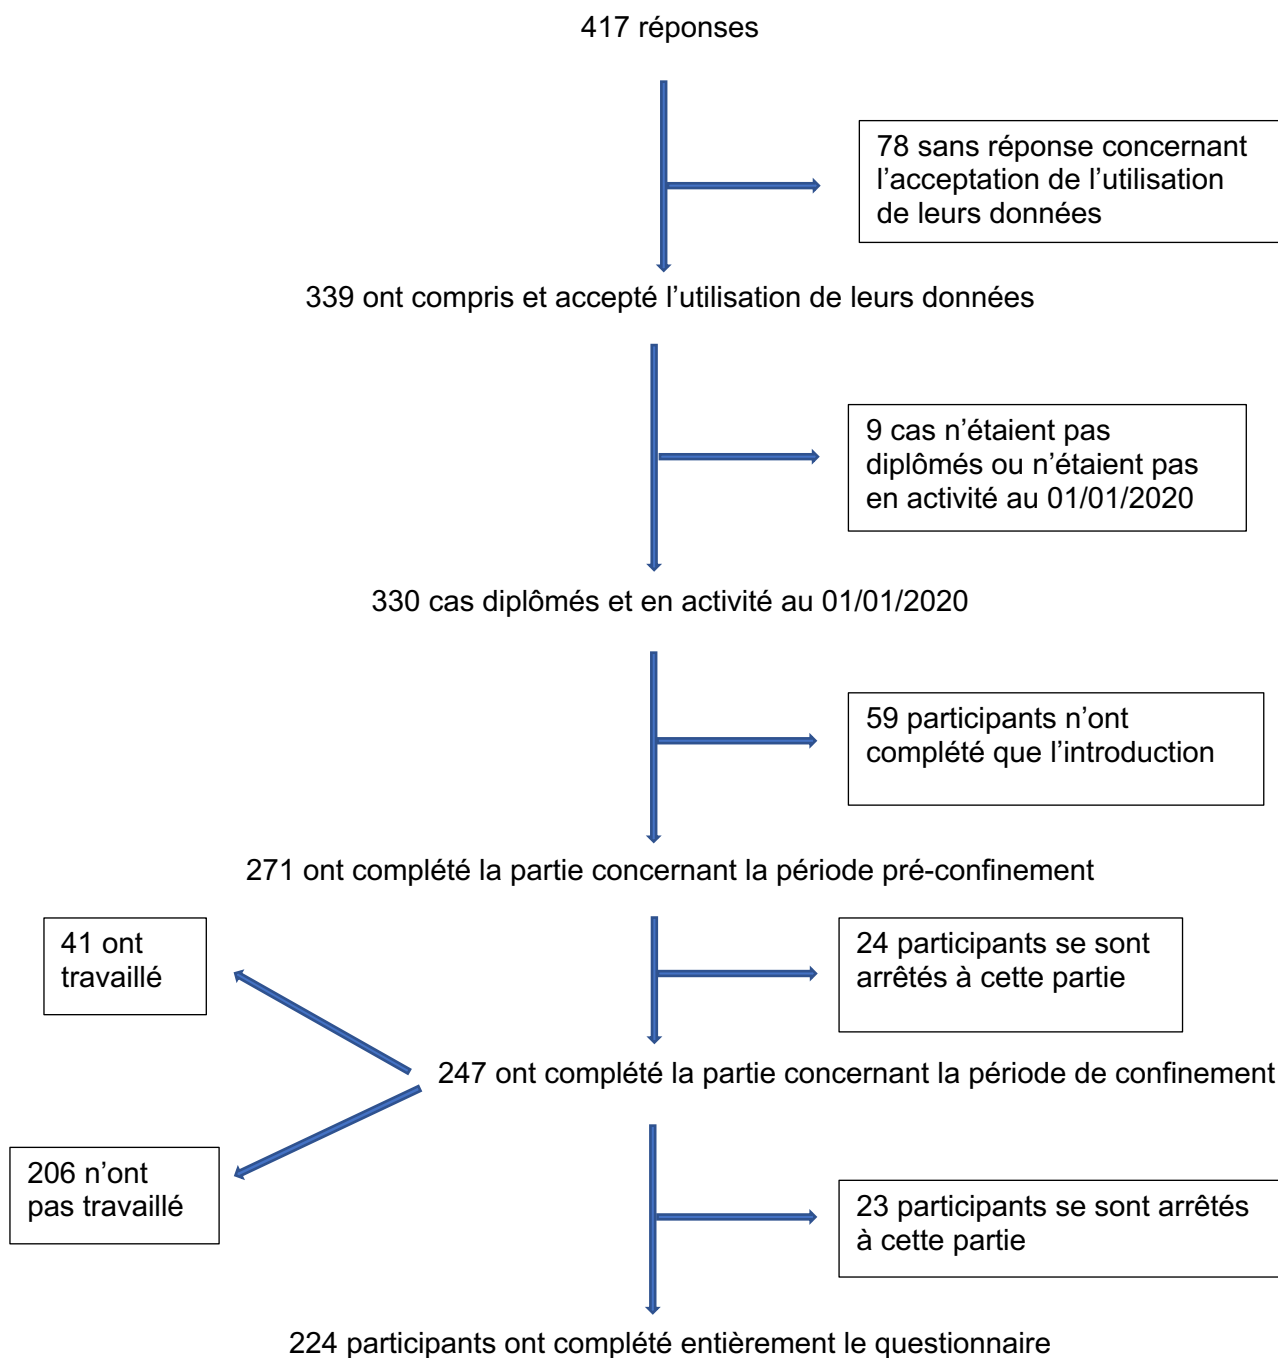 417 réponses
78 sans réponse concernant
l’acceptation de l’utilisation
de leurs données
339 ont compris et accepté l’utilisation de leurs données
9 cas n’étaient pas
diplômés ou n’étaient pas
en activité au 01/01/2020
330 cas diplômés et en activité au 01/01/2020
59 participants n’ont
complété que l’introduction
271 ont complété la partie concernant la période pré-confinement
41 ont
travaillé
24 participants se sont
arrêtés à cette partie
247 ont complété la partie concernant la période de confinement
206 n’ont
pas travaillé
23 participants se sont arrêtés
à cette partie
224 participants ont complété entièrement le questionnaire